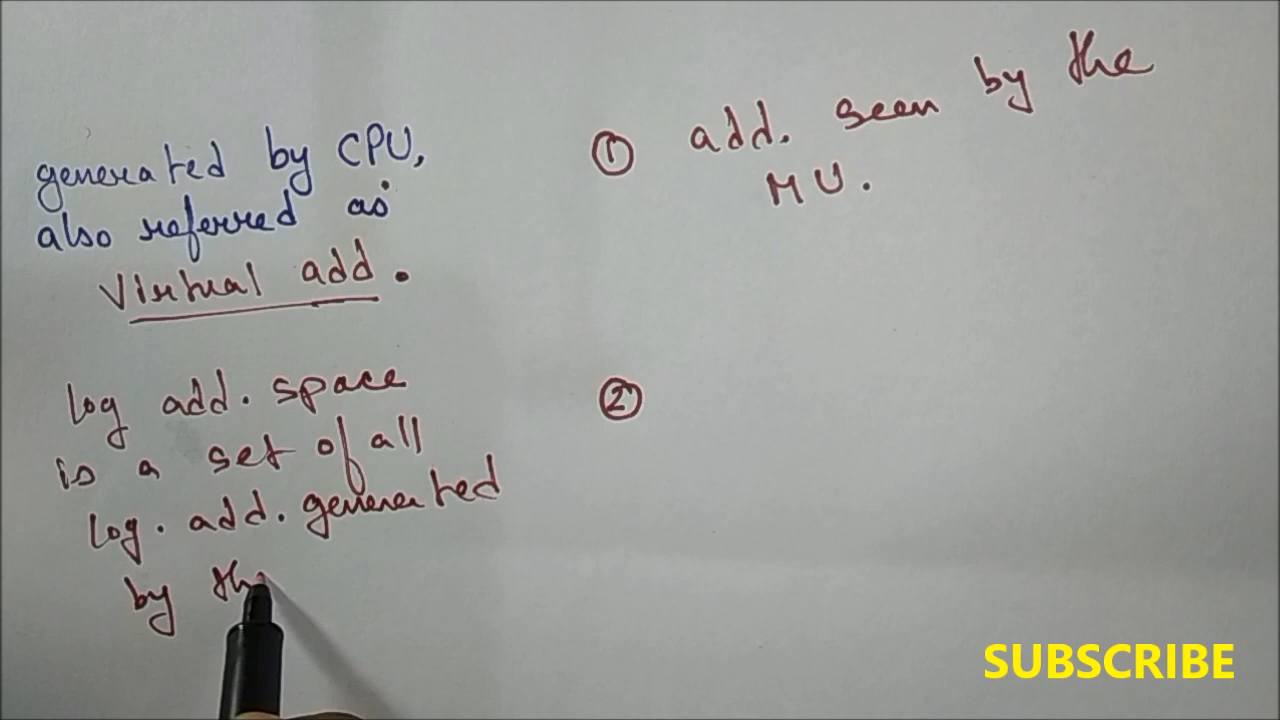 generated by CPU,
also referred as
Virtual add.
log add. space
is a set of all
log. add. generated
by the
① add. seen by the
MU.
②
SUBSCRIBE